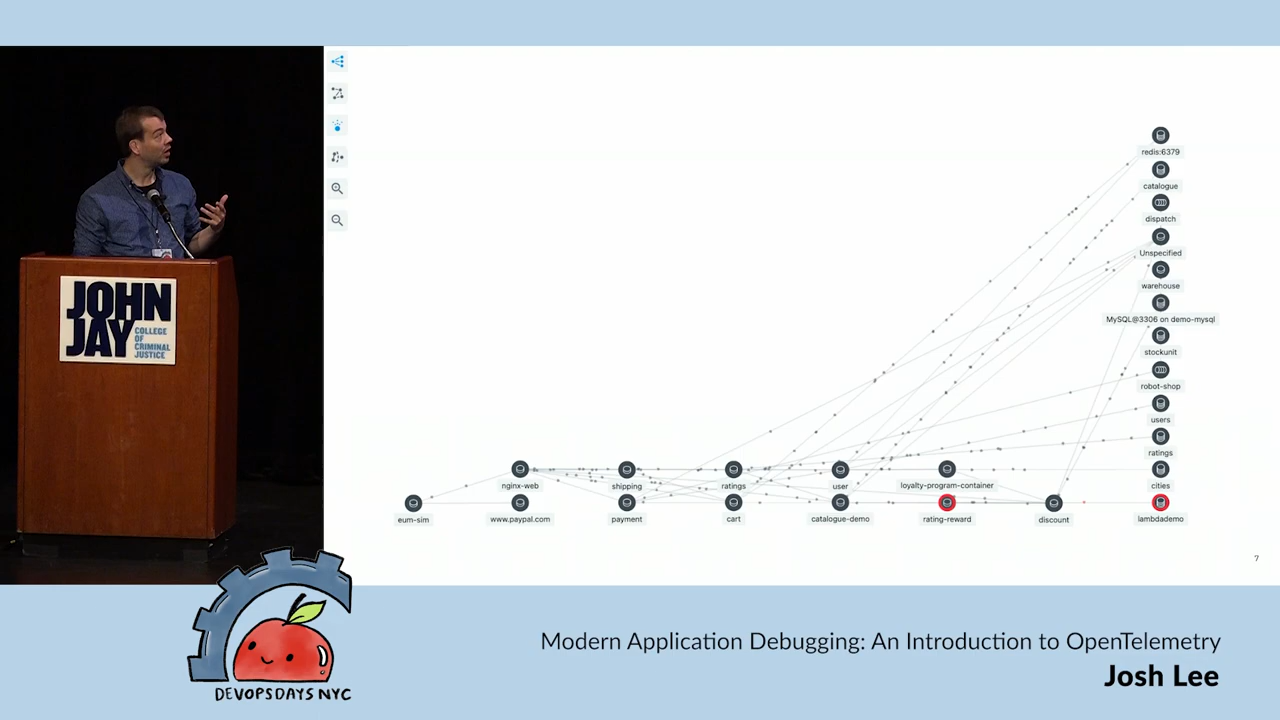 JOHN
JAY
COLLEGE
OF
CRIMINAL
JUSTICE
redis:6379
catalogue
dispatch
Unspecified
warehouse
MySQL@3306 on demo-mysql
stockunit
robot-shop
users
ratings
nginx-web
shipping
ratings
user
loyalty-program-container
cities
eum-sim
www.paypal.com
payment
cart
catalogue-demo
rating-reward
discount
lambdademo
7
DEVOPSDAYS NYC
Modern Application Debugging: An Introduction to OpenTelemetry
Josh Lee